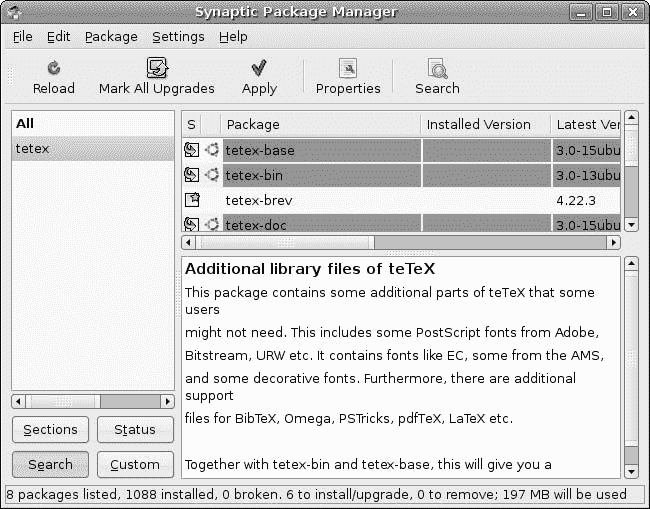 Synaptic Package Manager
File Edit Package Settings Help
Reload Mark All Upgrades Apply Properties Search
All
tetex
S Package Installed Version Latest Ver
tetex-base 3.0-15ubu
tetex-bin 3.0-13ubu
tetex-brev 4.22.3
tetex-doc 3.0-15ubu
Additional library files of teTeX
This package contains some additional parts of teTeX that some
users
might not need. This includes some PostScript fonts from Adobe,
Bitstream, URW etc. It contains fonts like EC, some from the AMS,
and some decorative fonts. Furthermore, there are additional
support
files for BibTeX, Omega, PSTricks, pdfTeX, LaTeX etc.
Together with tetex-bin and tetex-base, this will give you a
Sections Status
Search Custom
8 packages listed, 1088 installed, 0 broken. 6 to install/upgrade, 0 to remove; 197 MB will be used